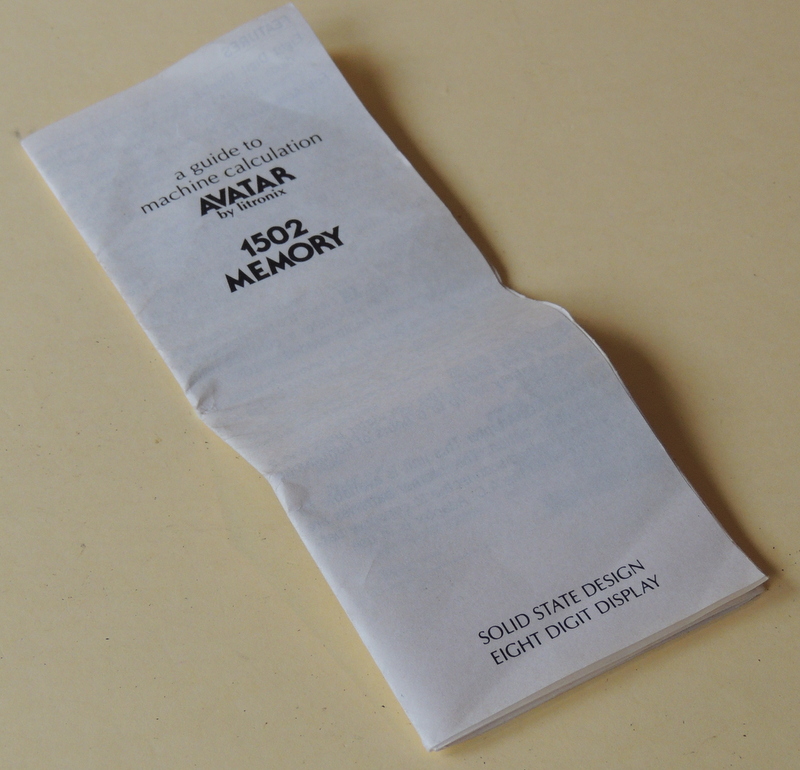 a guide to
machine calculation
AVATAR
by litronix
1502
MEMORY
SOLID STATE DESIGN
EIGHT DIGIT DISPLAY